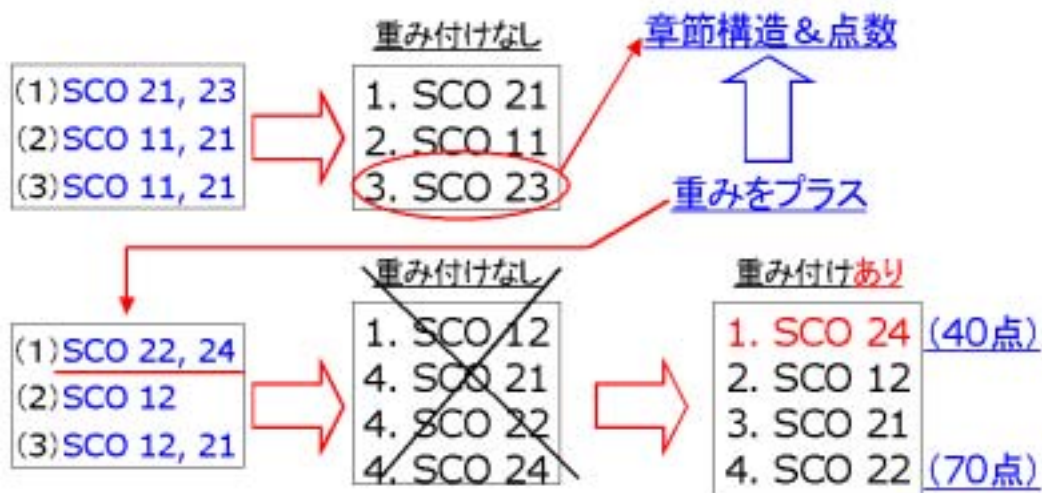 重み付けなし
章節構造＆点数
(1)SCO 21, 23
(2)SCO 11, 21
(3)SCO 11, 21
1. SCO 21
2. SCO 11
3. SCO 23
重みをプラス
重み付けなし
重み付けあり
(1)SCO 22, 24
(2)SCO 12
(3)SCO 12, 21
1. SCO 12
4. SCO 21
4. SCO 22
4. SCO 24
1. SCO 24 (40点)
2. SCO 12
3. SCO 21
4. SCO 22 (70点)